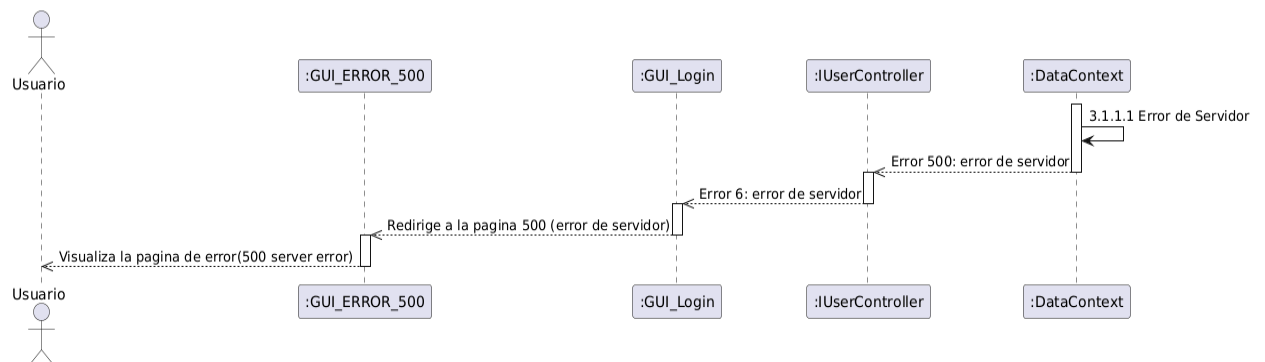 Usuario
:GUI_ERROR_500
:GUI_Login
:IUserController
:DataContext
3.1.1.1 Error de Servidor
Error 500: error de servidor
Error 6: error de servidor
Redirige a la pagina 500 (error de servidor)
Visualiza la pagina de error(500 server error)
Usuario
:GUI_ERROR_500
:GUI_Login
:IUserController
:DataContext